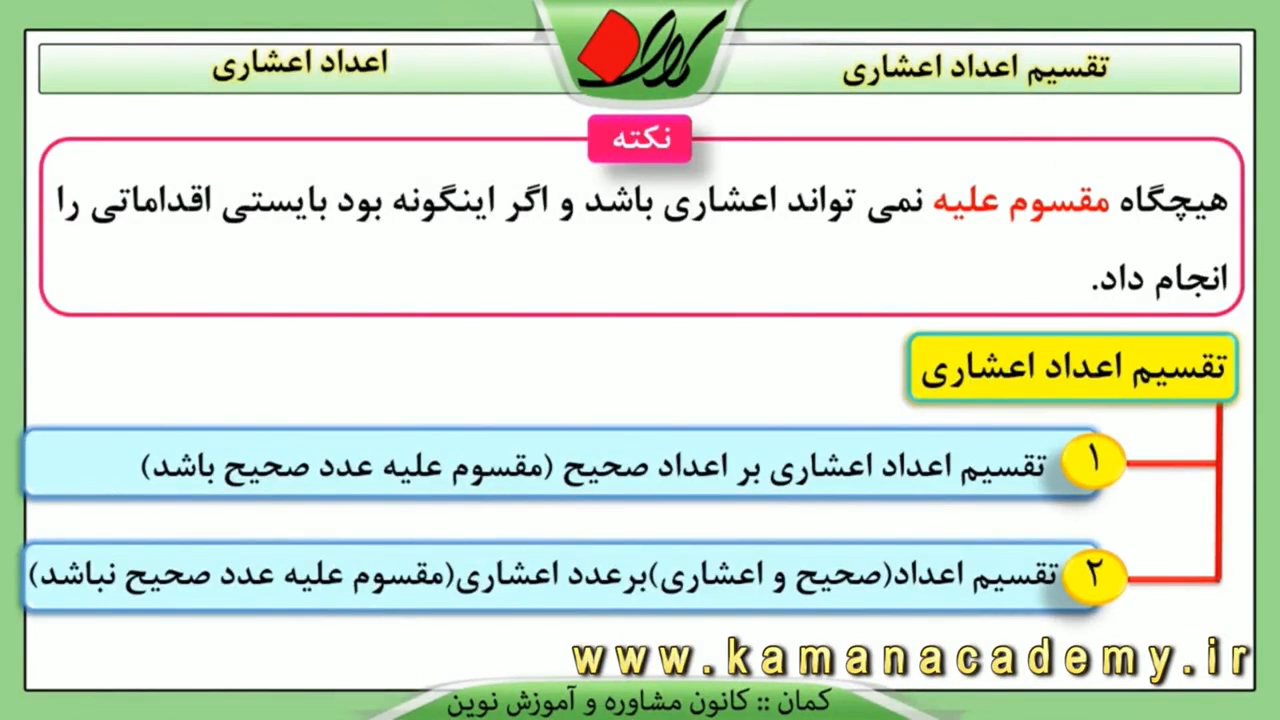 تقسیم اعداد اعشاری
کمان
اعداد اعشاری
نکته
هیچگاه مقسوم علیه نمی تواند اعشاری باشد و اگر اینگونه بود بایستی اقداماتی را
انجام داد.
تقسیم اعداد اعشاری
۱ تقسیم اعداد اعشاری بر اعداد صحیح (مقسوم علیه عدد صحیح باشد)
۲ تقسیم اعداد(صحیح و اعشاری)برعدد اعشاری(مقسوم علیه عدد صحیح نباشد)
www.kamanacademy.ir
کمان :: کانون مشاوره و آموزش نوین